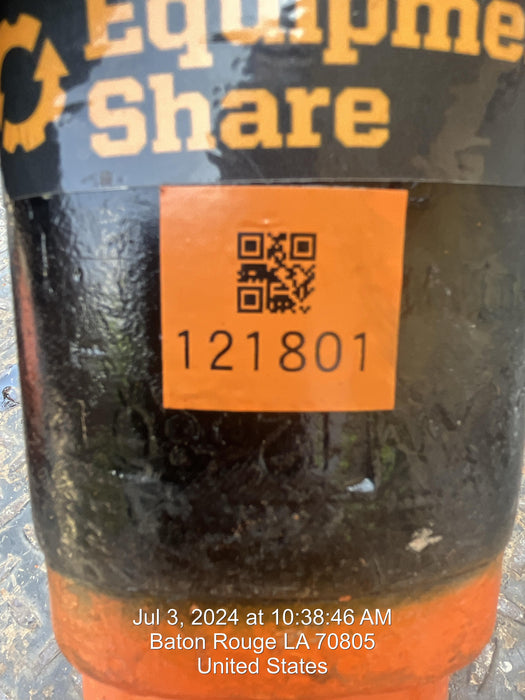 Equipme
Share
121801
Jul 3, 2024 at 10:38:46 AM
Baton Rouge LA 70805
United States